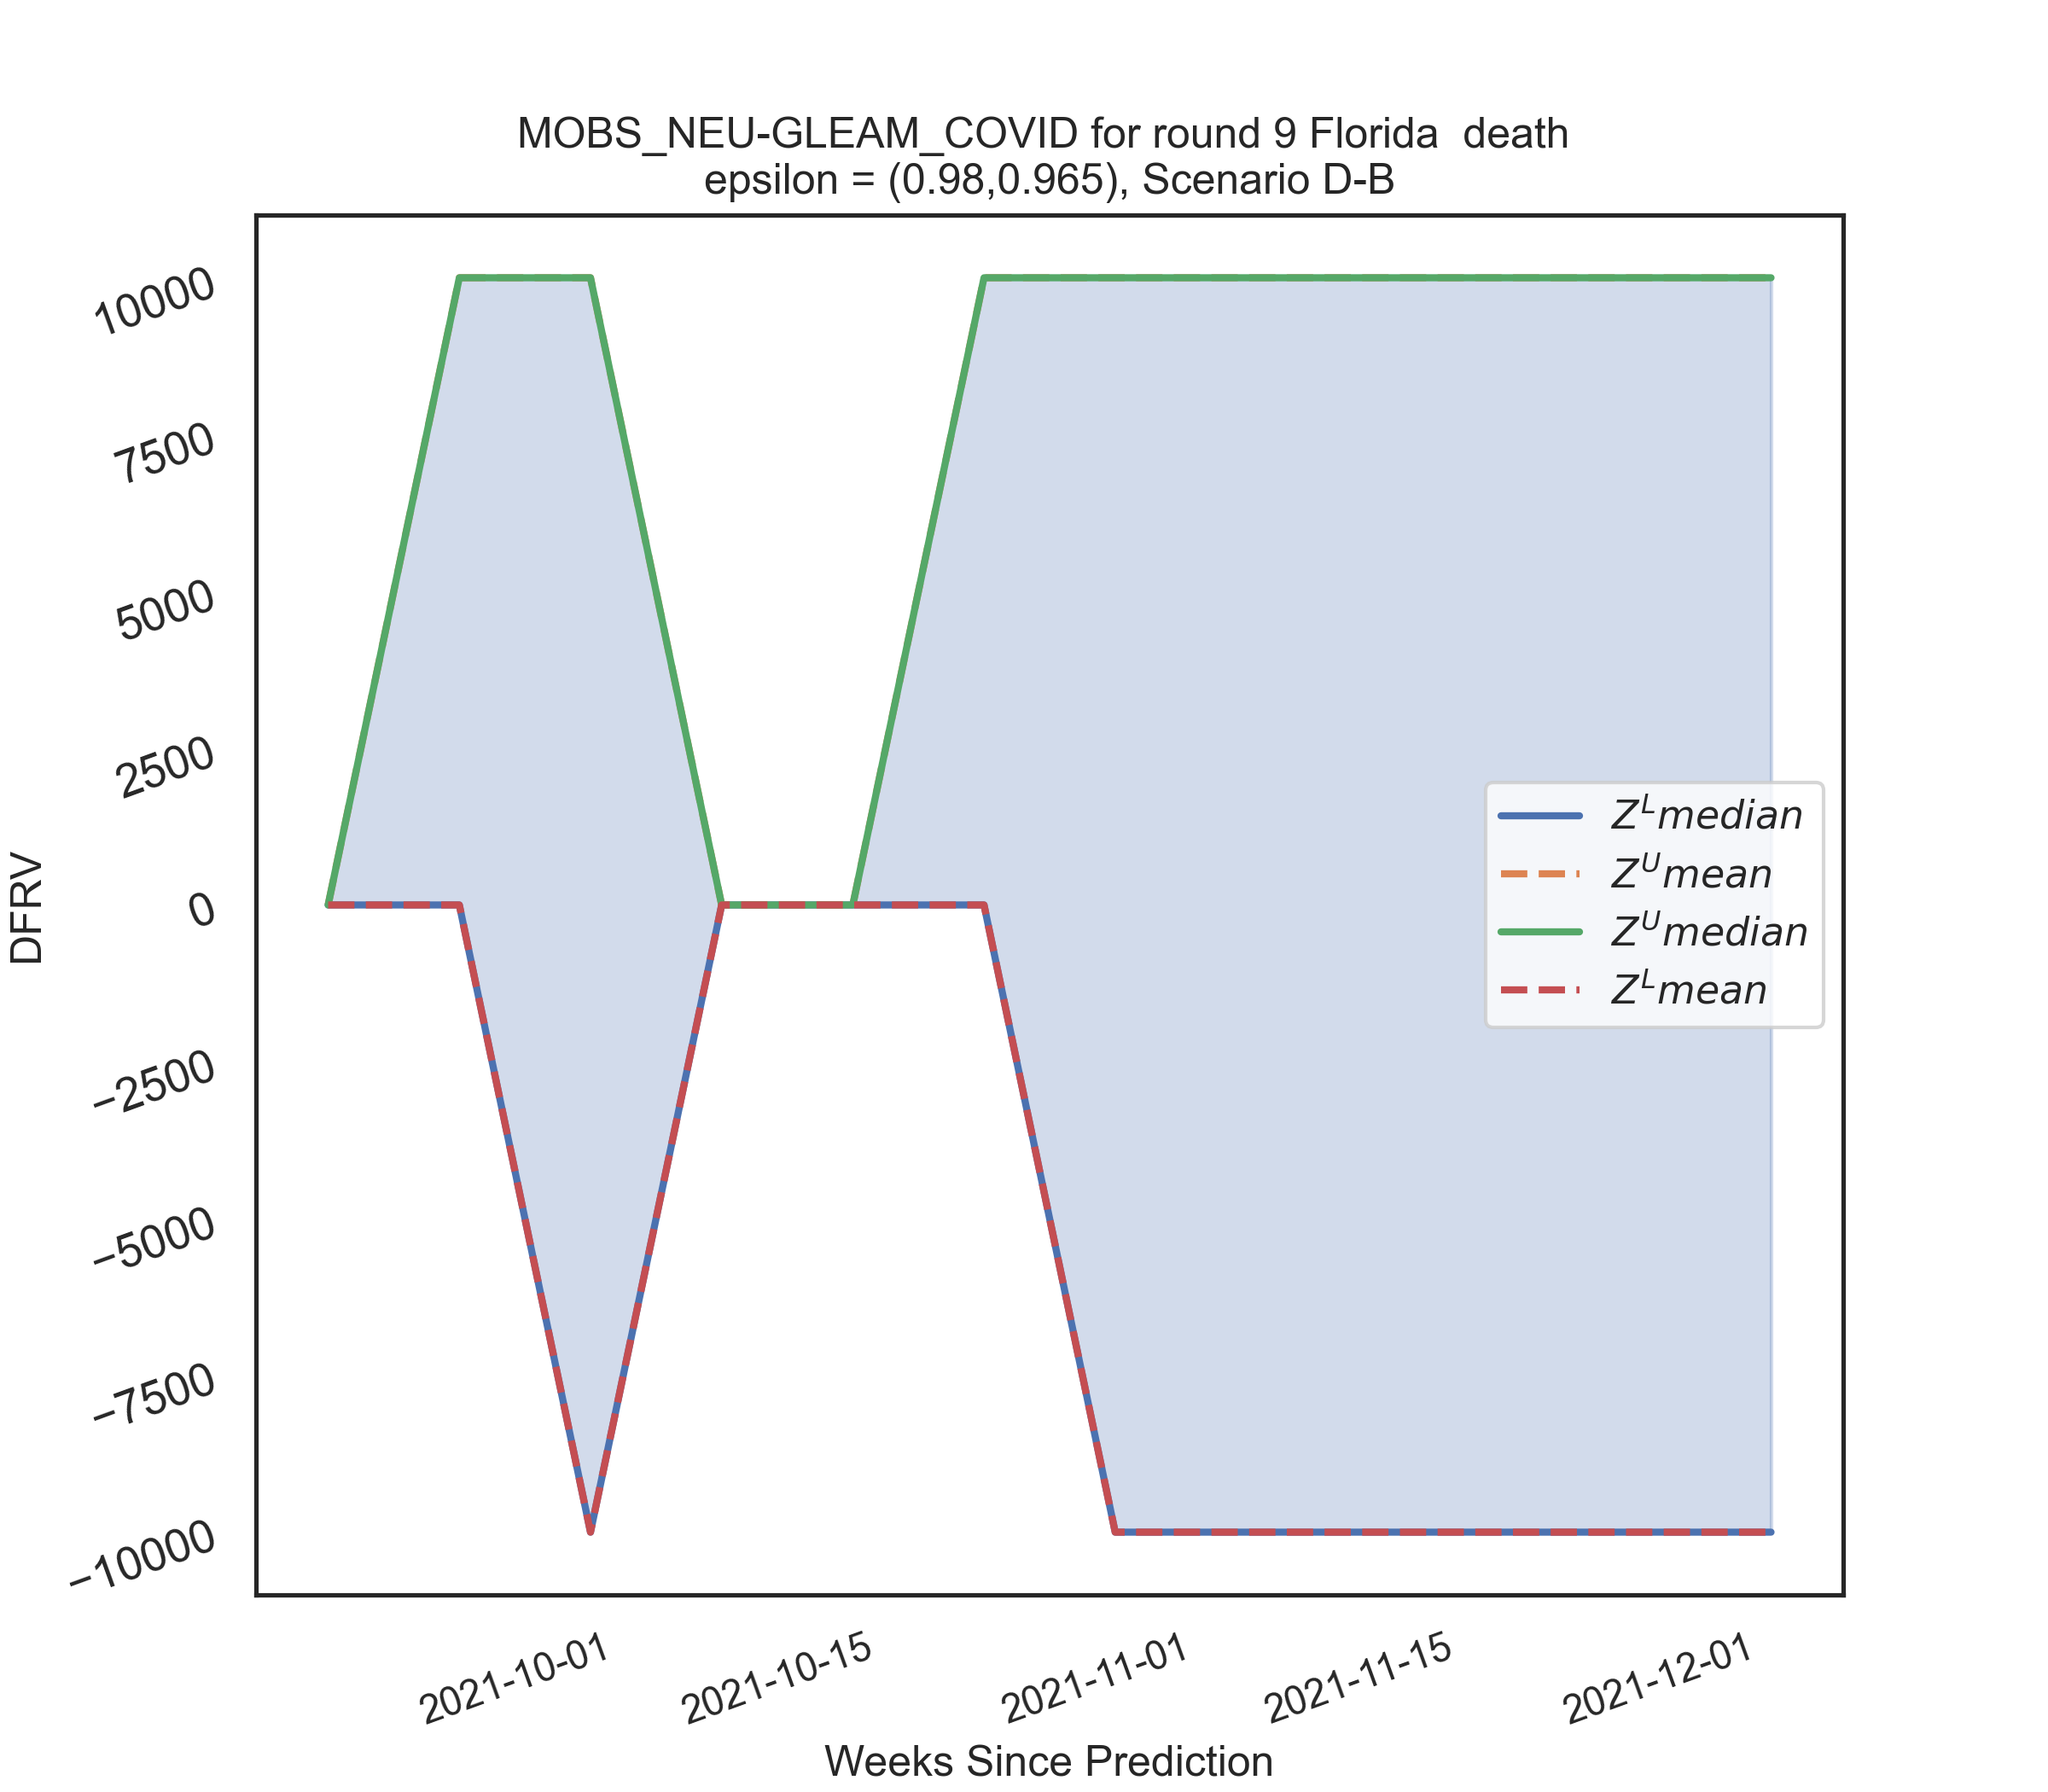 MOBS_NEU-GLEAM_COVID for round 9 Florida  death
epsilon = (0.98,0.965), Scenario D-B
10000
7500
5000
2500
0
−2500
−5000
−7500
−10000
DFRV
Z^L median
Z^U mean
Z^U median
Z^L mean
2021-10-01
2021-10-15
2021-11-01
2021-11-15
2021-12-01
Weeks Since Prediction